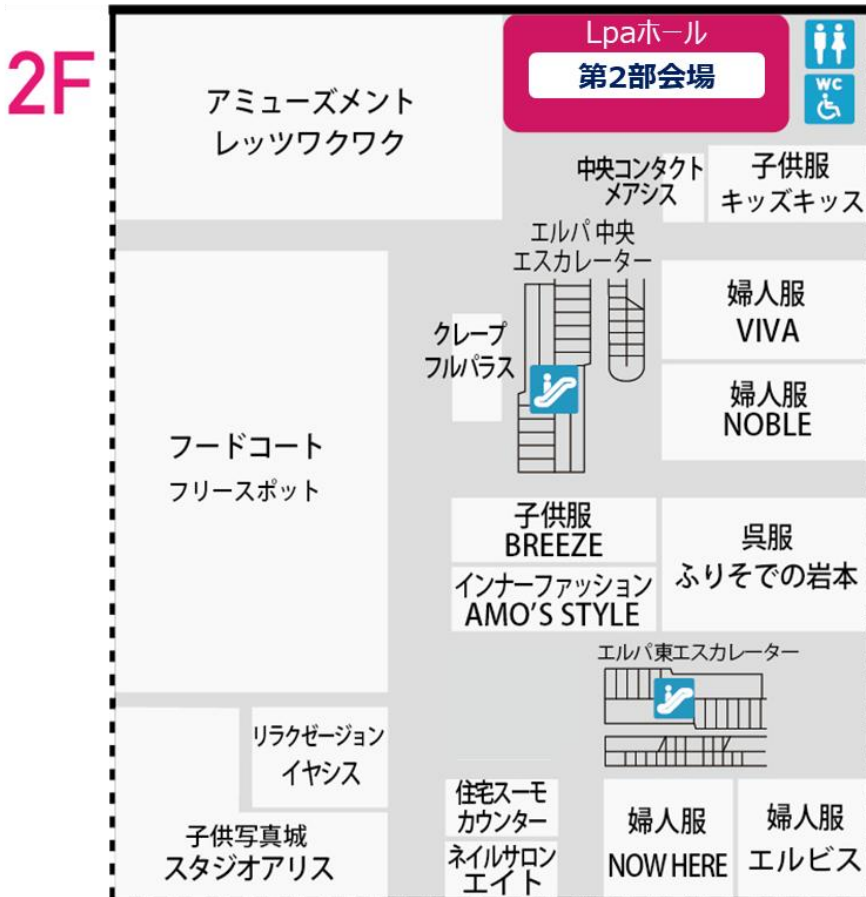 2F
アミューズメント
レッツワクワク
Lpaホール
第2部会場
WC
中央コンタクト
メアシス
子供服
キッズキッス
エルパ 中央
エスカレーター
クレープ
フルパラス
婦人服
VIVA
婦人服
NOBLE
フードコート
フリースポット
子供服
BREEZE
インナーファッション
AMO'S STYLE
呉服
ふりそでの岩本
エルパ東エスカレーター
リラクゼージョン
イヤシス
子供写真城
スタジオアリス
住宅スーモ
カウンター
ネイルサロン
エイト
婦人服
NOW HERE
婦人服
エルビス